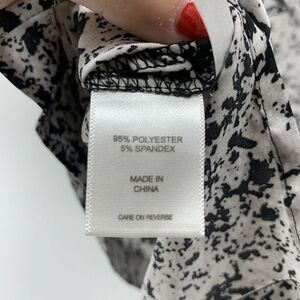 95% POLYESTER
5% SPANDEX
MADE IN
CHINA
CARE ON REVERSE